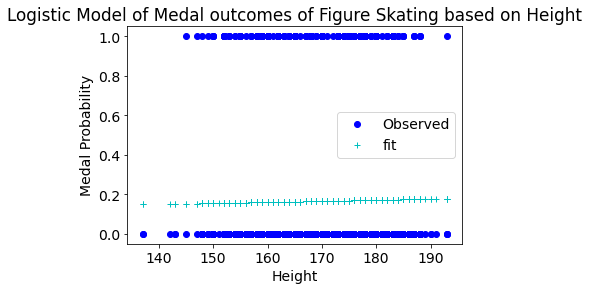 Logistic Model of Medal outcomes of Figure Skating based on Height
1.0
0.8
0.6
0.4
0.2
0.0
Medal Probability
Observed
fit
140 150 160 170 180 190
Height